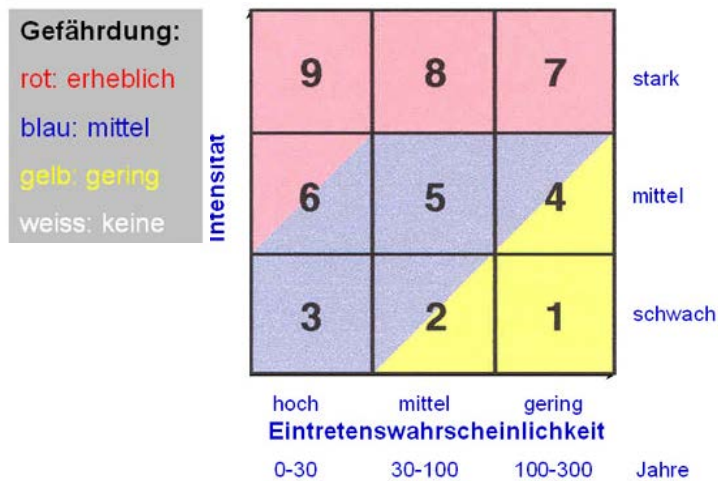 Gefährdung:
rot: erheblich
blau: mittel
gelb: gering
weiss: keine
Intensität
9 8 7 stark
6 5 4 mittel
3 2 1 schwach
hoch mittel gering
Eintretenswahrscheinlichkeit
0-30 30-100 100-300 Jahre